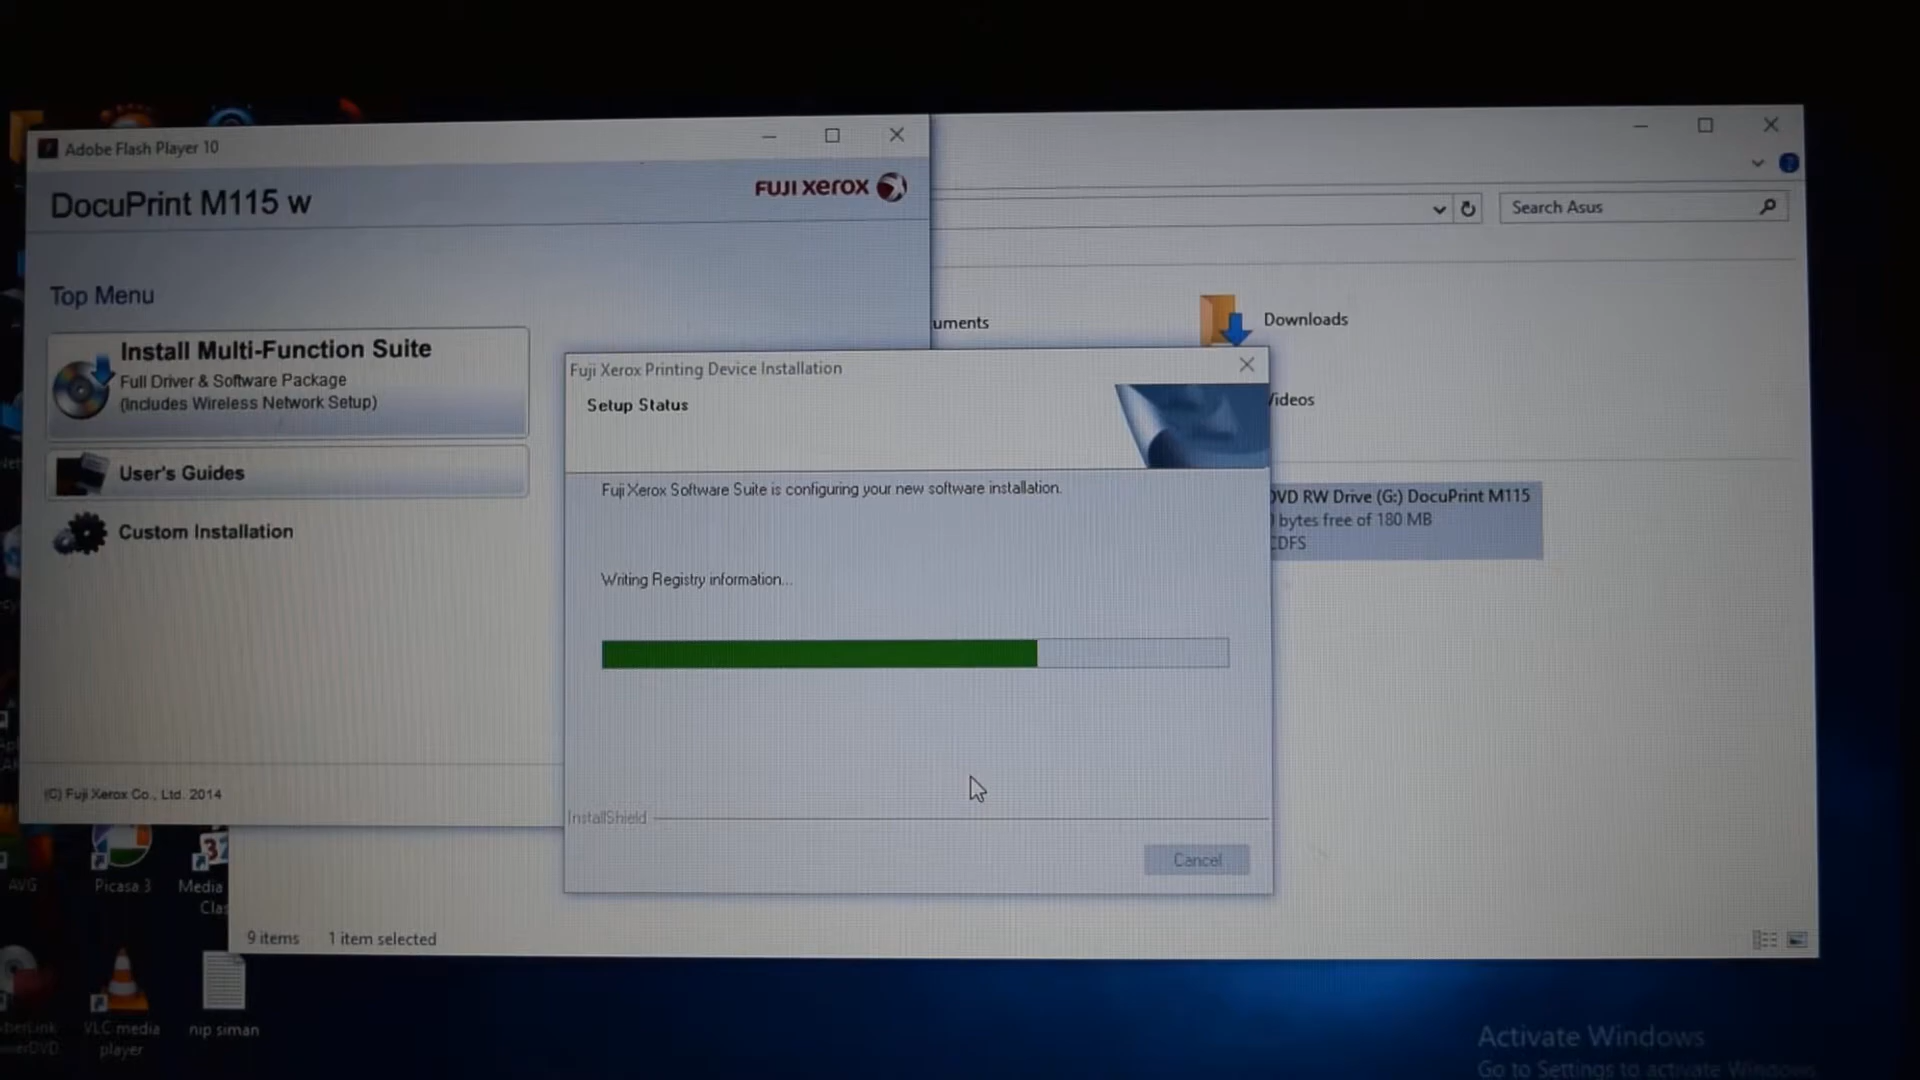 Adobe Flash Player 10
DocuPrint M115 w
FUJI XEROX
Top Menu
Install Multi-Function Suite
Full Driver & Software Package
(Includes Wireless Network Setup)
User's Guides
Custom Installation
(C) Fuji Xerox Co., Ltd. 2014
Search Asus
uments
Downloads
Videos
DVD RW Drive (G:) DocuPrint M115
0 bytes free of 180 MB
CDFS
Fuji Xerox Printing Device Installation
Setup Status
Fuji Xerox Software Suite is configuring your new software installation.
Writing Registry information...
InstallShield
Cancel
9 items
1 item selected
AVG
Picasa 3
Media
Clas
VLC media
player
nip siman
Activate Windows
Go to Settings to activate Windows.